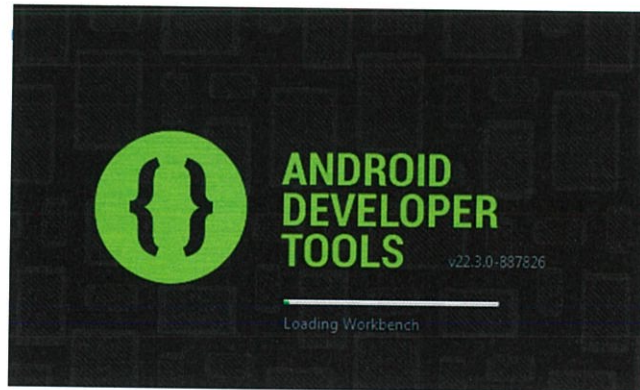 {}
ANDROID
DEVELOPER
TOOLS
v22.3.0-887826
Loading Workbench